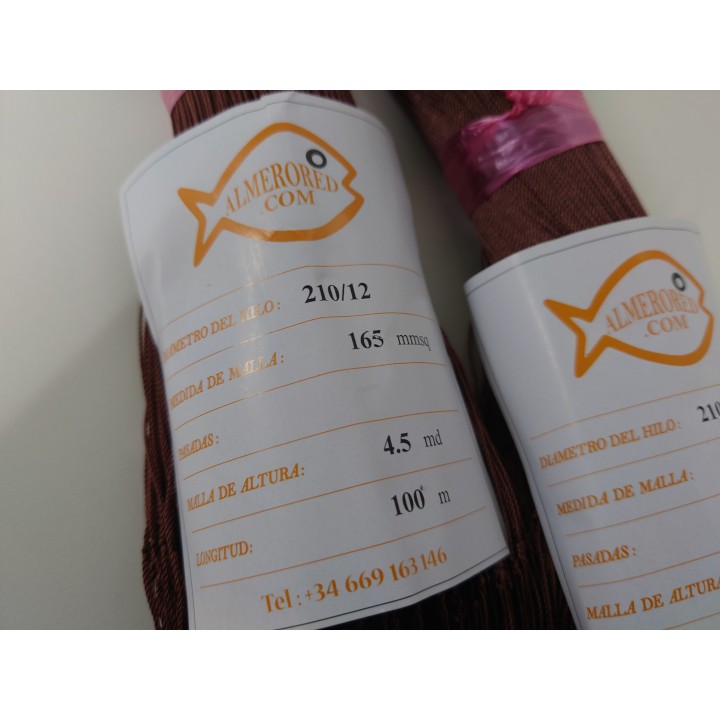 ALMERORED
.COM
DIAMETRO DEL HILO: 210/12
MEDIDA DE MALLA: 165 mmsq
PASADAS:
MALLA DE ALTURA: 4.5 md
LONGITUD: 100 m
Tel : +34 669 163 146
ALMERORED
.COM
DIAMETRO DEL HILO: 210
MEDIDA DE MALLA:
PASADAS:
MALLA DE ALTURA